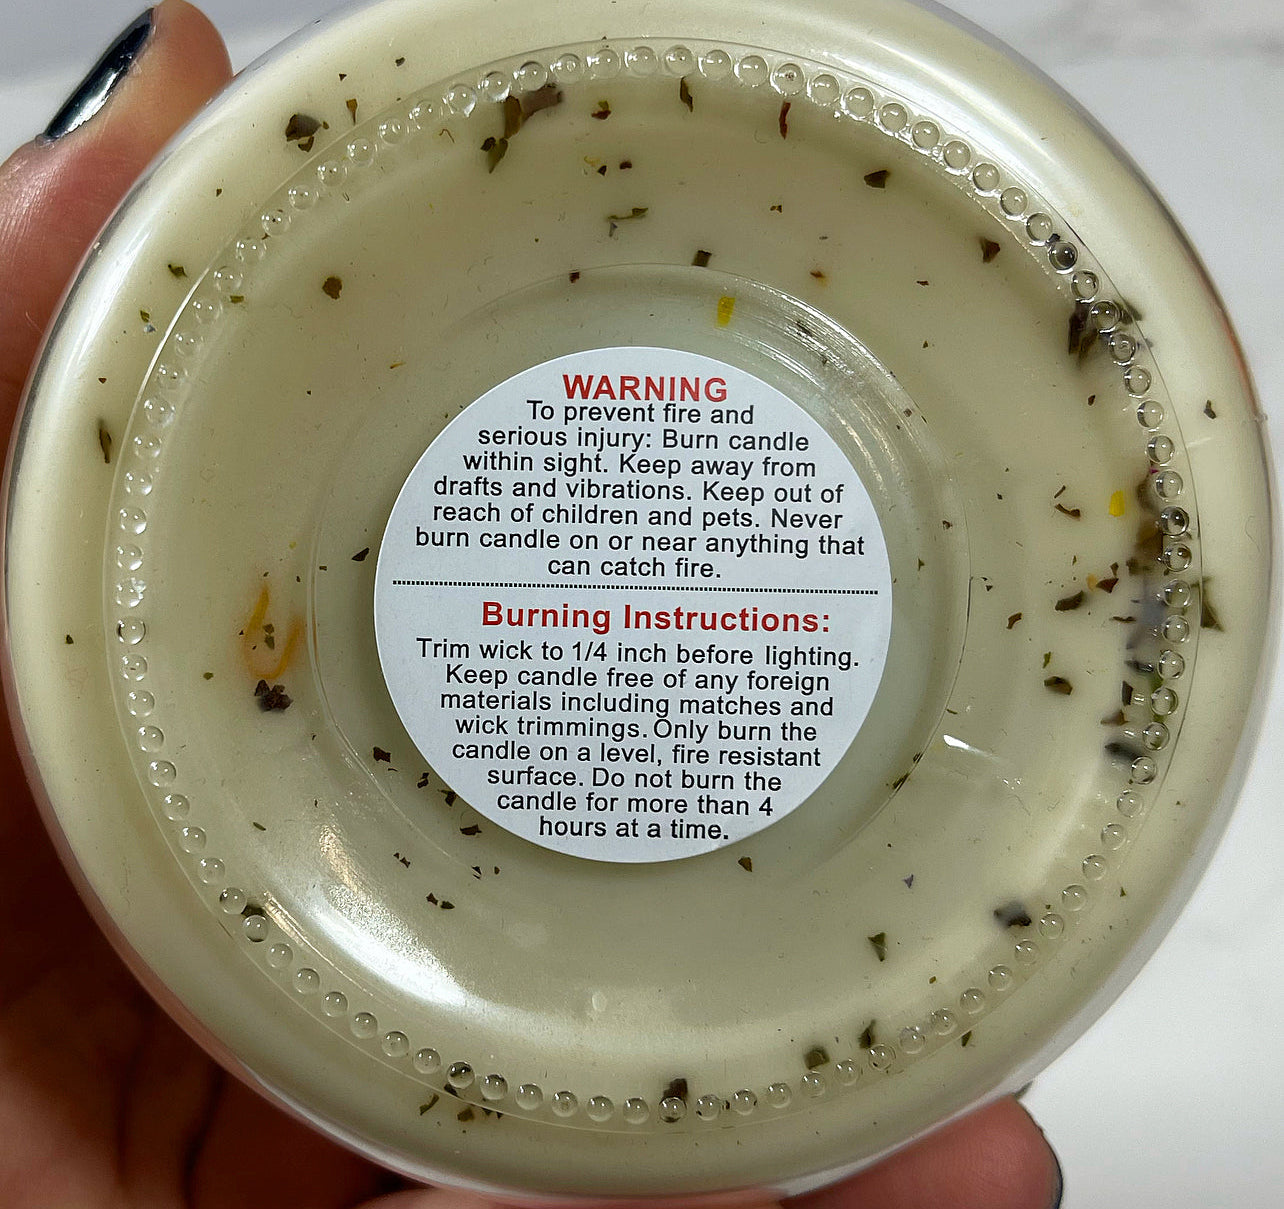 WARNING
To prevent fire and
serious injury: Burn candle
within sight. Keep away from
drafts and vibrations. Keep out of
reach of children and pets. Never
burn candle on or near anything that
can catch fire.
Burning Instructions:
Trim wick to 1/4 inch before lighting.
Keep candle free of any foreign
materials including matches and
wick trimmings. Only burn the
candle on a level, fire resistant
surface. Do not burn the
candle for more than 4
hours at a time.